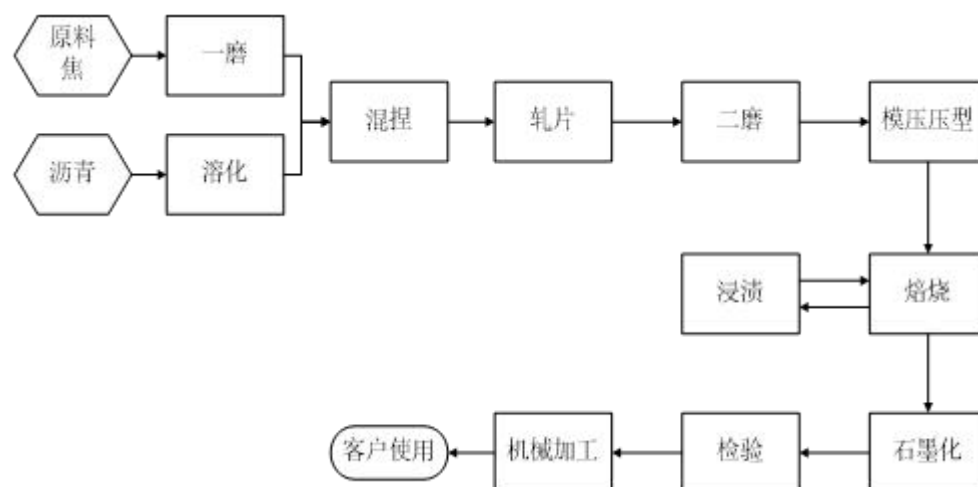 原料
焦
一磨
沥青
溶化
混捏
轧片
二磨
模压压型
浸渍
焙烧
客户使用
机械加工
检验
石墨化